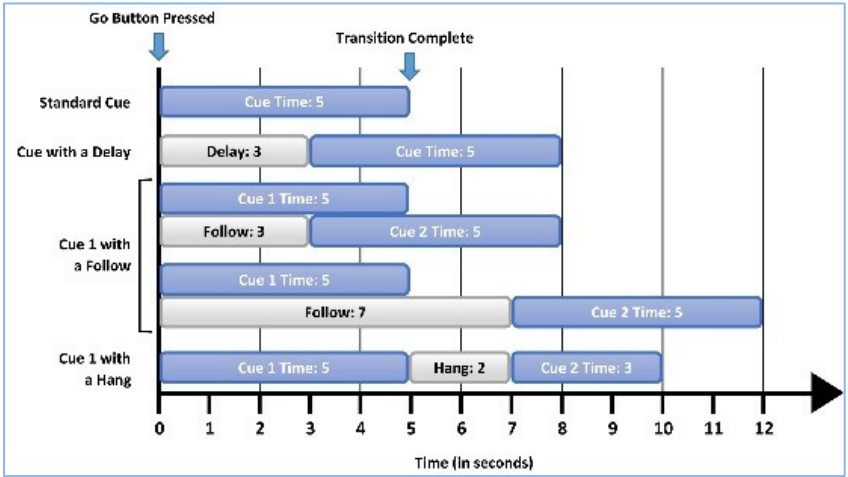 Go Button Pressed
Transition Complete
Standard Cue
Cue Time: 5
Cue with a Delay
Delay: 3
Cue Time: 5
Cue 1 with
a Follow
Cue 1 Time: 5
Follow: 3
Cue 2 Time: 5
Cue 1 Time: 5
Follow: 7
Cue 2 Time: 5
Cue 1 with
a Hang
Cue 1 Time: 5
Hang: 2
Cue 2 Time: 3
0 1 2 3 4 5 6 7 8 9 10 11 12
Time (in seconds)